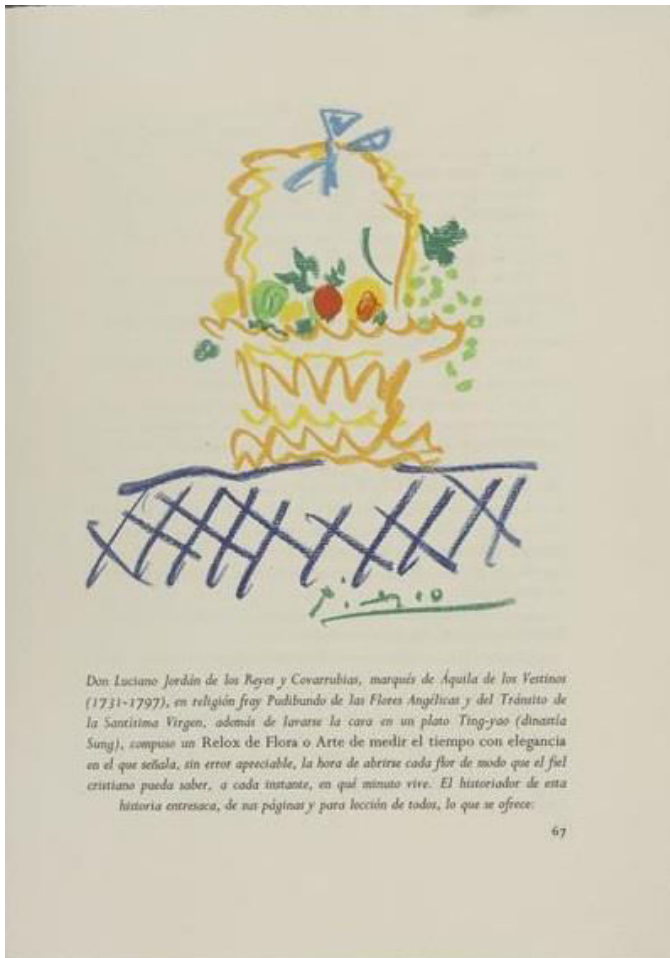 Picasso
Don Luciano Jordán de los Reyes y Covarrubias, marqués de Áquila de los Vestinos
(1731-1797), en religión fray Pudibundo de las Flores Angélicas y del Tránsito de
la Santísima Virgen, además de lavarse la cara en un plato Ting-yao (dinastía
Sung), compuso un Relox de Flora o Arte de medir el tiempo con elegancia
en el que señala, sin error apreciable, la hora de abrirse cada flor de modo que el fiel
cristiano pueda saber, a cada instante, en qué minuto vive. El historiador de esta
historia entresaca, de sus páginas y para lección de todos, lo que se ofrece:
67